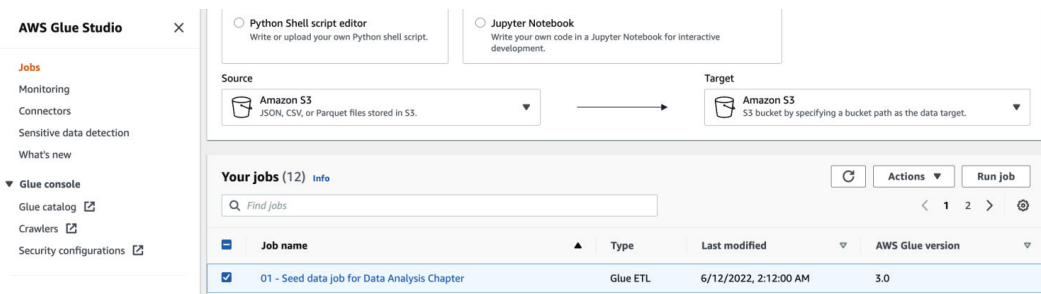 AWS Glue Studio
Jobs
Monitoring
Connectors
Sensitive data detection
What's new
Glue console
Glue catalog
Crawlers
Security configurations
Python Shell script editor
Write or upload your own Python shell script.
Jupyter Notebook
Write your own code in a Jupyter Notebook for interactive
development.
Source
Amazon S3
JSON, CSV, or Parquet files stored in S3.
Target
Amazon S3
S3 bucket by specifying a bucket path as the data target.
Your jobs (12) Info
Actions
Run job
Find jobs
1 2
Job name Type Last modified AWS Glue version
01 - Seed data job for Data Analysis Chapter Glue ETL 6/12/2022, 2:12:00 AM 3.0